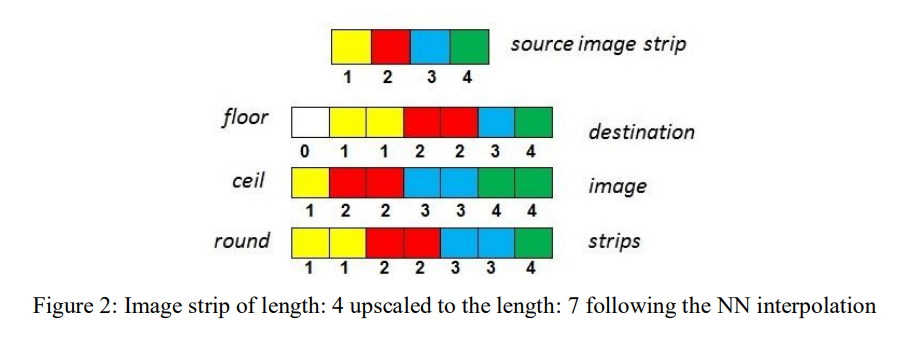 source image strip
1 2 3 4
floor
destination
0 1 1 2 2 3 4
ceil
image
1 2 2 3 3 4 4
round
strips
1 1 2 2 3 3 4
Figure 2: Image strip of length: 4 upscaled to the length: 7 following the NN interpolation